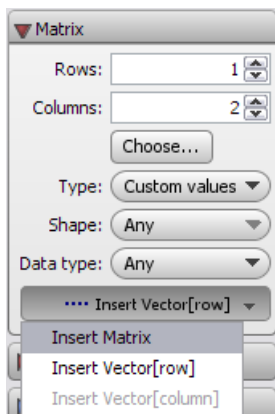 Matrix
Rows: 1
Columns: 2
Choose...
Type: Custom values
Shape: Any
Data type: Any
Insert Vector[row]
Insert Matrix
Insert Vector[row]
Insert Vector[column]